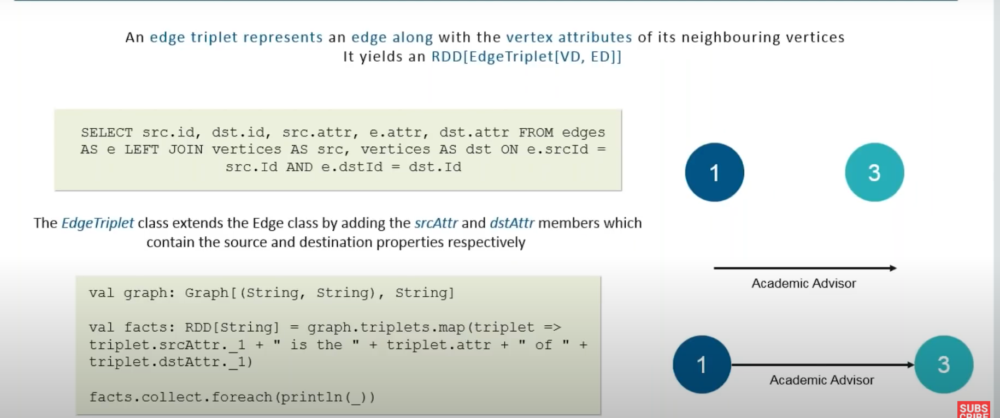 An edge triplet represents an edge along with the vertex attributes of its neighbouring vertices
It yields an RDD[EdgeTriplet[VD, ED]]
SELECT src.id, dst.id, src.attr, e.attr, dst.attr FROM edges
AS e LEFT JOIN vertices AS src, vertices AS dst ON e.srcId =
src.Id AND e.dstId = dst.Id
1
3
The EdgeTriplet class extends the Edge class by adding the srcAttr and dstAttr members which
contain the source and destination properties respectively
Academic Advisor
val graph: Graph[(String, String), String]
val facts: RDD[String] = graph.triplets.map(triplet =>
triplet.srcAttr._1 + " is the " + triplet.attr + " of " +
triplet.dstAttr._1)
facts.collect.foreach(println(_))
1
3
Academic Advisor
SUBS
CRIBE